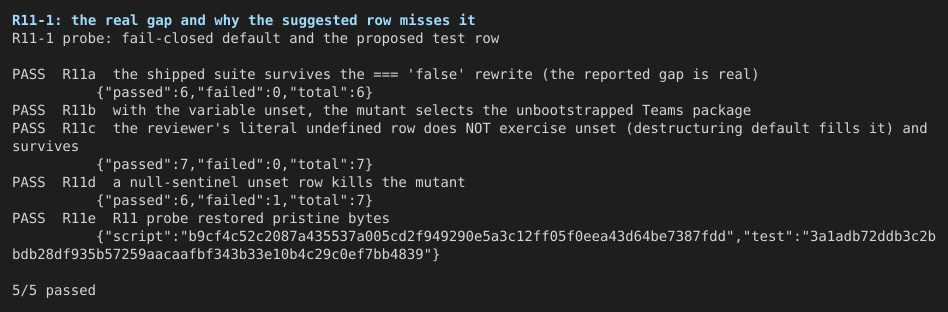 R11-1: the real gap and why the suggested row misses it
R11-1 probe: fail-closed default and the proposed test row
PASS  R11a  the shipped suite survives the === 'false' rewrite (the reported gap is real)
{"passed":6,"failed":0,"total":6}
PASS  R11b  with the variable unset, the mutant selects the unbootstrapped Teams package
PASS  R11c  the reviewer's literal undefined row does NOT exercise unset (destructuring default fills it) and
survives
{"passed":7,"failed":0,"total":7}
PASS  R11d  a null-sentinel unset row kills the mutant
{"passed":6,"failed":1,"total":7}
PASS  R11e  R11 probe restored pristine bytes
{"script":"b9cf4c52c2087a435537a005cd2f949290e5a3c12ff05f0eea43d64be7387fdd","test":"3a1adb72ddb3c2b
bdb28df935b57259aacaafbf343b33e10b4c29c0ef7bb4839"}
5/5 passed